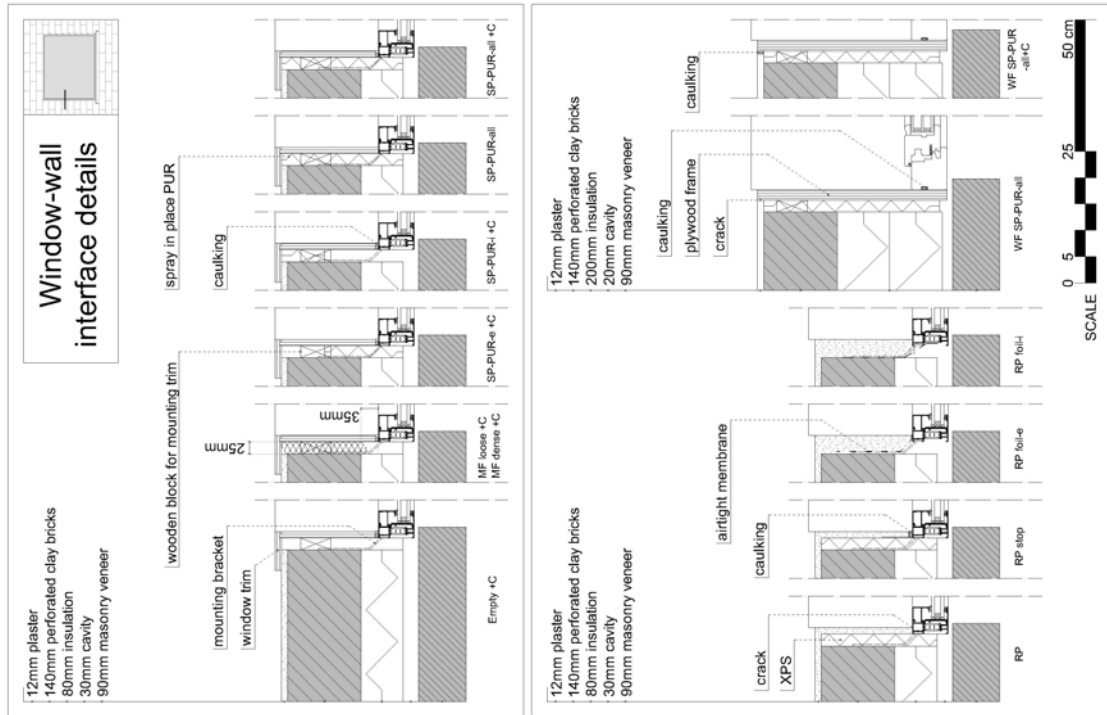 Window-wall
interface details
12mm plaster
140mm perforated clay bricks
80mm insulation
30mm cavity
90mm masonry veneer
mounting bracket
window trim
wooden block for mounting trim
25mm
35mm
caulking
spray in place PUR
Empty +C
MF loose +C
MF dense +C
SP-PUR-e +C
SP-PUR-i +C
SP-PUR-all
SP-PUR-all +C
12mm plaster
140mm perforated clay bricks
80mm insulation
30mm cavity
90mm masonry veneer
crack
XPS
caulking
airtight membrane
RP
RP stop
RP foil-e
RP foil-i
12mm plaster
140mm perforated clay bricks
200mm insulation
20mm cavity
90mm masonry veneer
caulking
plywood frame
crack
caulking
WF SP-PUR-all
WF SP-PUR
-all+C
SCALE
0
5
25
50 cm